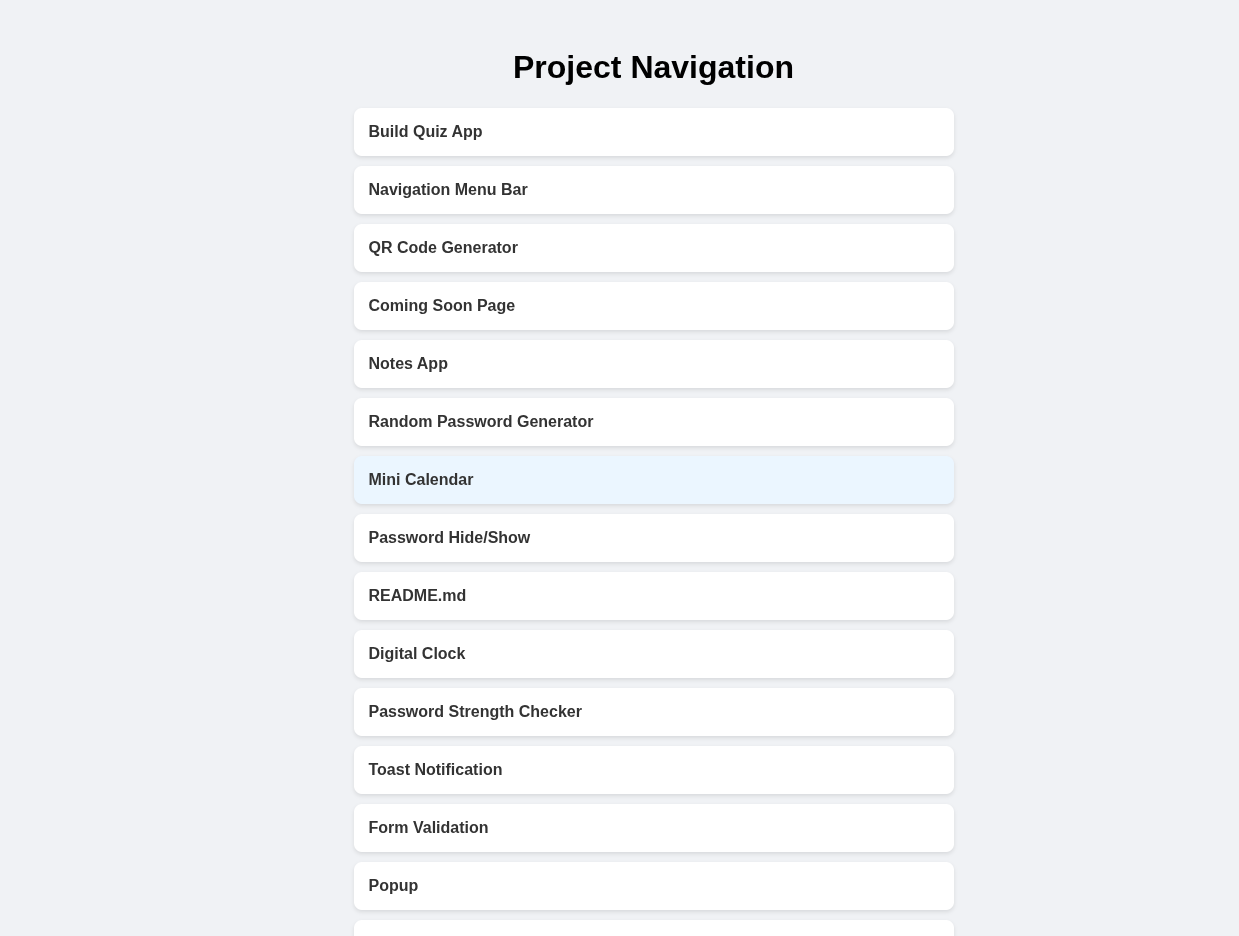 Project Navigation
Build Quiz App
Navigation Menu Bar
QR Code Generator
Coming Soon Page
Notes App
Random Password Generator
Mini Calendar
Password Hide/Show
README.md
Digital Clock
Password Strength Checker
Toast Notification
Form Validation
Popup